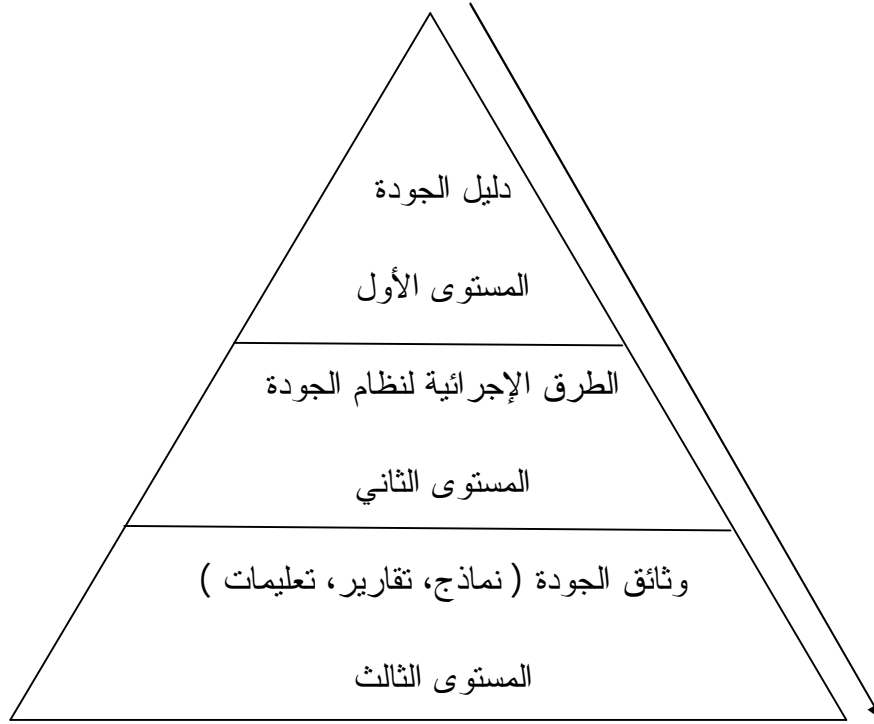 دليل الجودة
المستوى الأول
الطرق الإجرائية لنظام الجودة
المستوى الثاني
وثائق الجودة ( نماذج، تقارير، تعليمات )
المستوى الثالث